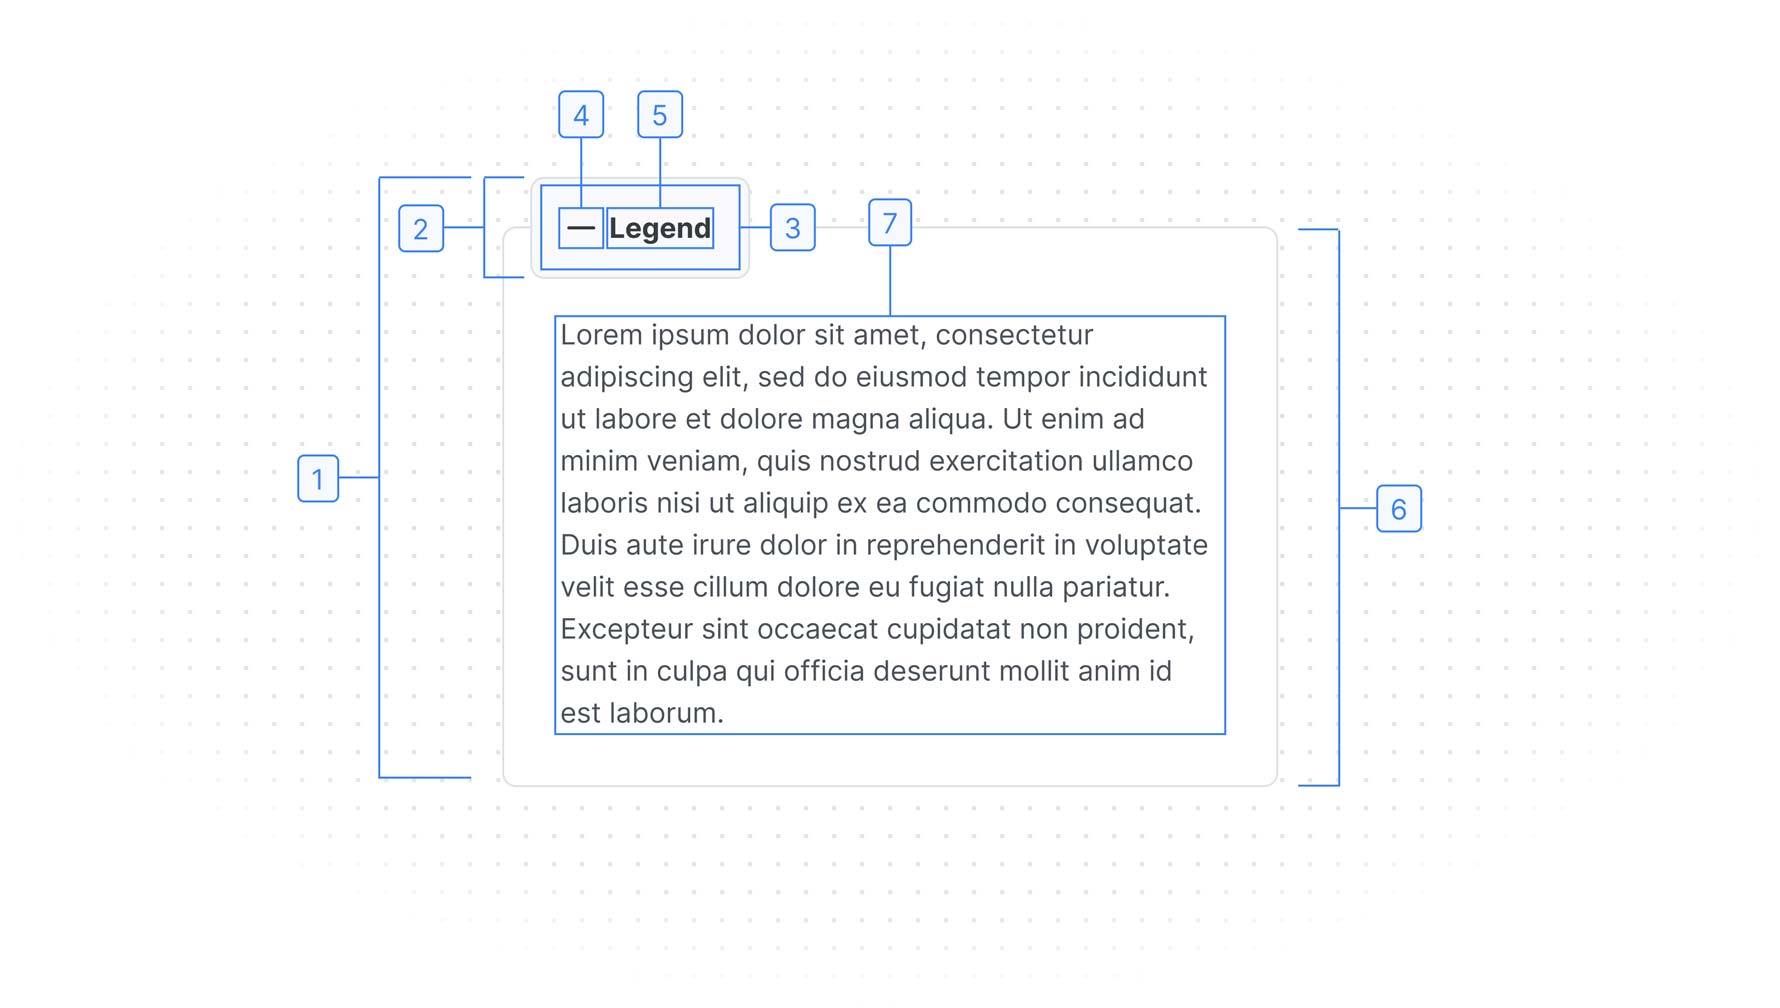 4 5
2 Legend 3 7
Lorem ipsum dolor sit amet, consectetur
adipiscing elit, sed do eiusmod tempor incididunt
ut labore et dolore magna aliqua. Ut enim ad
minim veniam, quis nostrud exercitation ullamco
1
laboris nisi ut aliquip ex ea commodo consequat.
6
Duis aute irure dolor in reprehenderit in voluptate
velit esse cillum dolore eu fugiat nulla pariatur.
Excepteur sint occaecat cupidatat non proident,
sunt in culpa qui officia deserunt mollit anim id
est laborum.